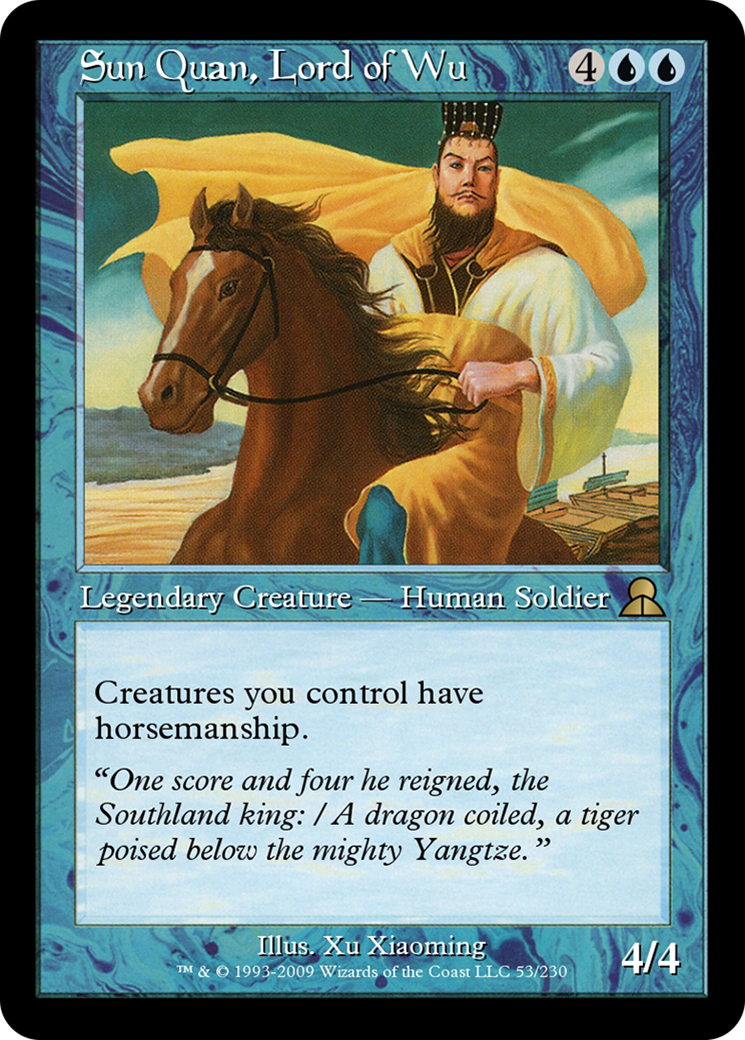 Sun Quan, Lord of Wu 4
Legendary Creature — Human Soldier
Creatures you control have
horsemanship.
“One score and four he reigned, the
Southland king: / A dragon coiled, a tiger
poised below the mighty Yangtze.”
Illus. Xu Xiaoming
™ & © 1993-2009 Wizards of the Coast LLC 53/230
4/4